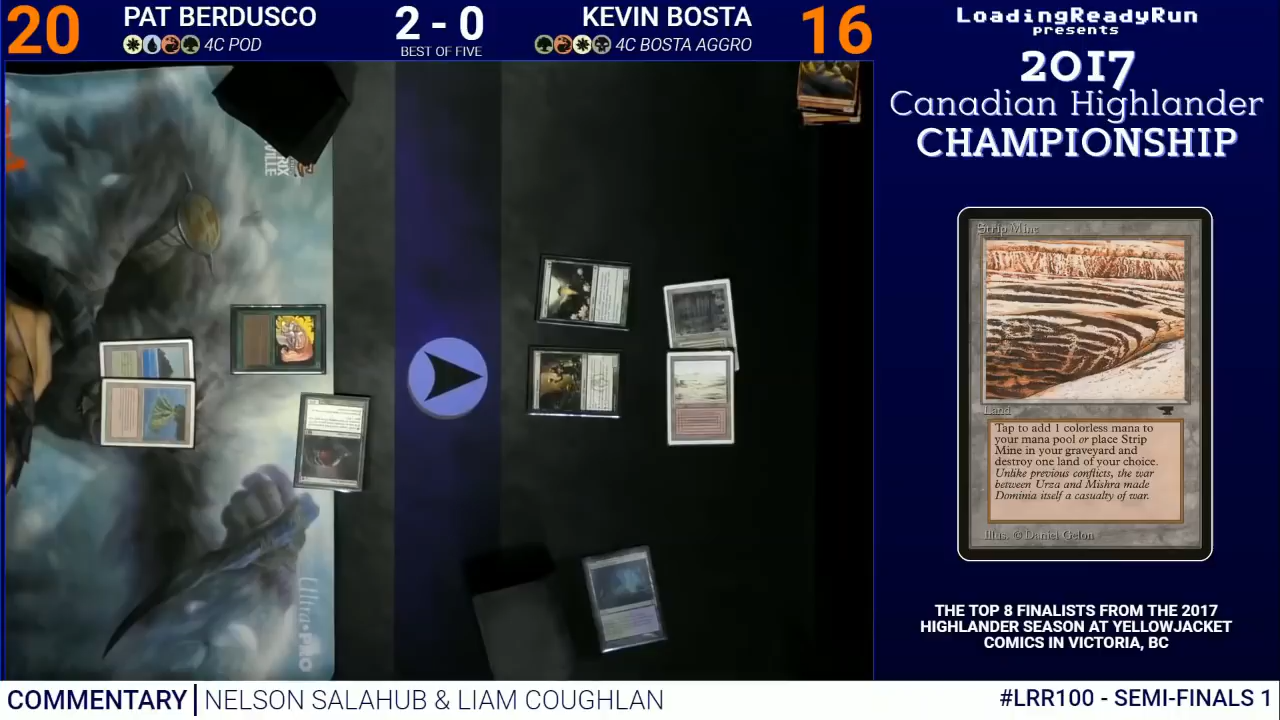 20
PAT BERDUSCO
4C POD
2 - 0
BEST OF FIVE
KEVIN BOSTA
4C BOSTA AGGRO
16
LoadingReadyRun
presents
2017
Canadian Highlander
CHAMPIONSHIP
Strip Mine
Land
Tap to add 1 colorless mana to
your mana pool or place Strip
Mine in your graveyard and
destroy one land of your choice.
Unlike previous conflicts, the war
between Urza and Mishra made
Dominia itself a casualty of war.
Illus. © Daniel Gelon
THE TOP 8 FINALISTS FROM THE 2017
HIGHLANDER SEASON AT YELLOWJACKET
COMICS IN VICTORIA, BC
Ultra PRO
COMMENTARY | NELSON SALAHUB & LIAM COUGHLAN
#LRR100 - SEMI-FINALS 1